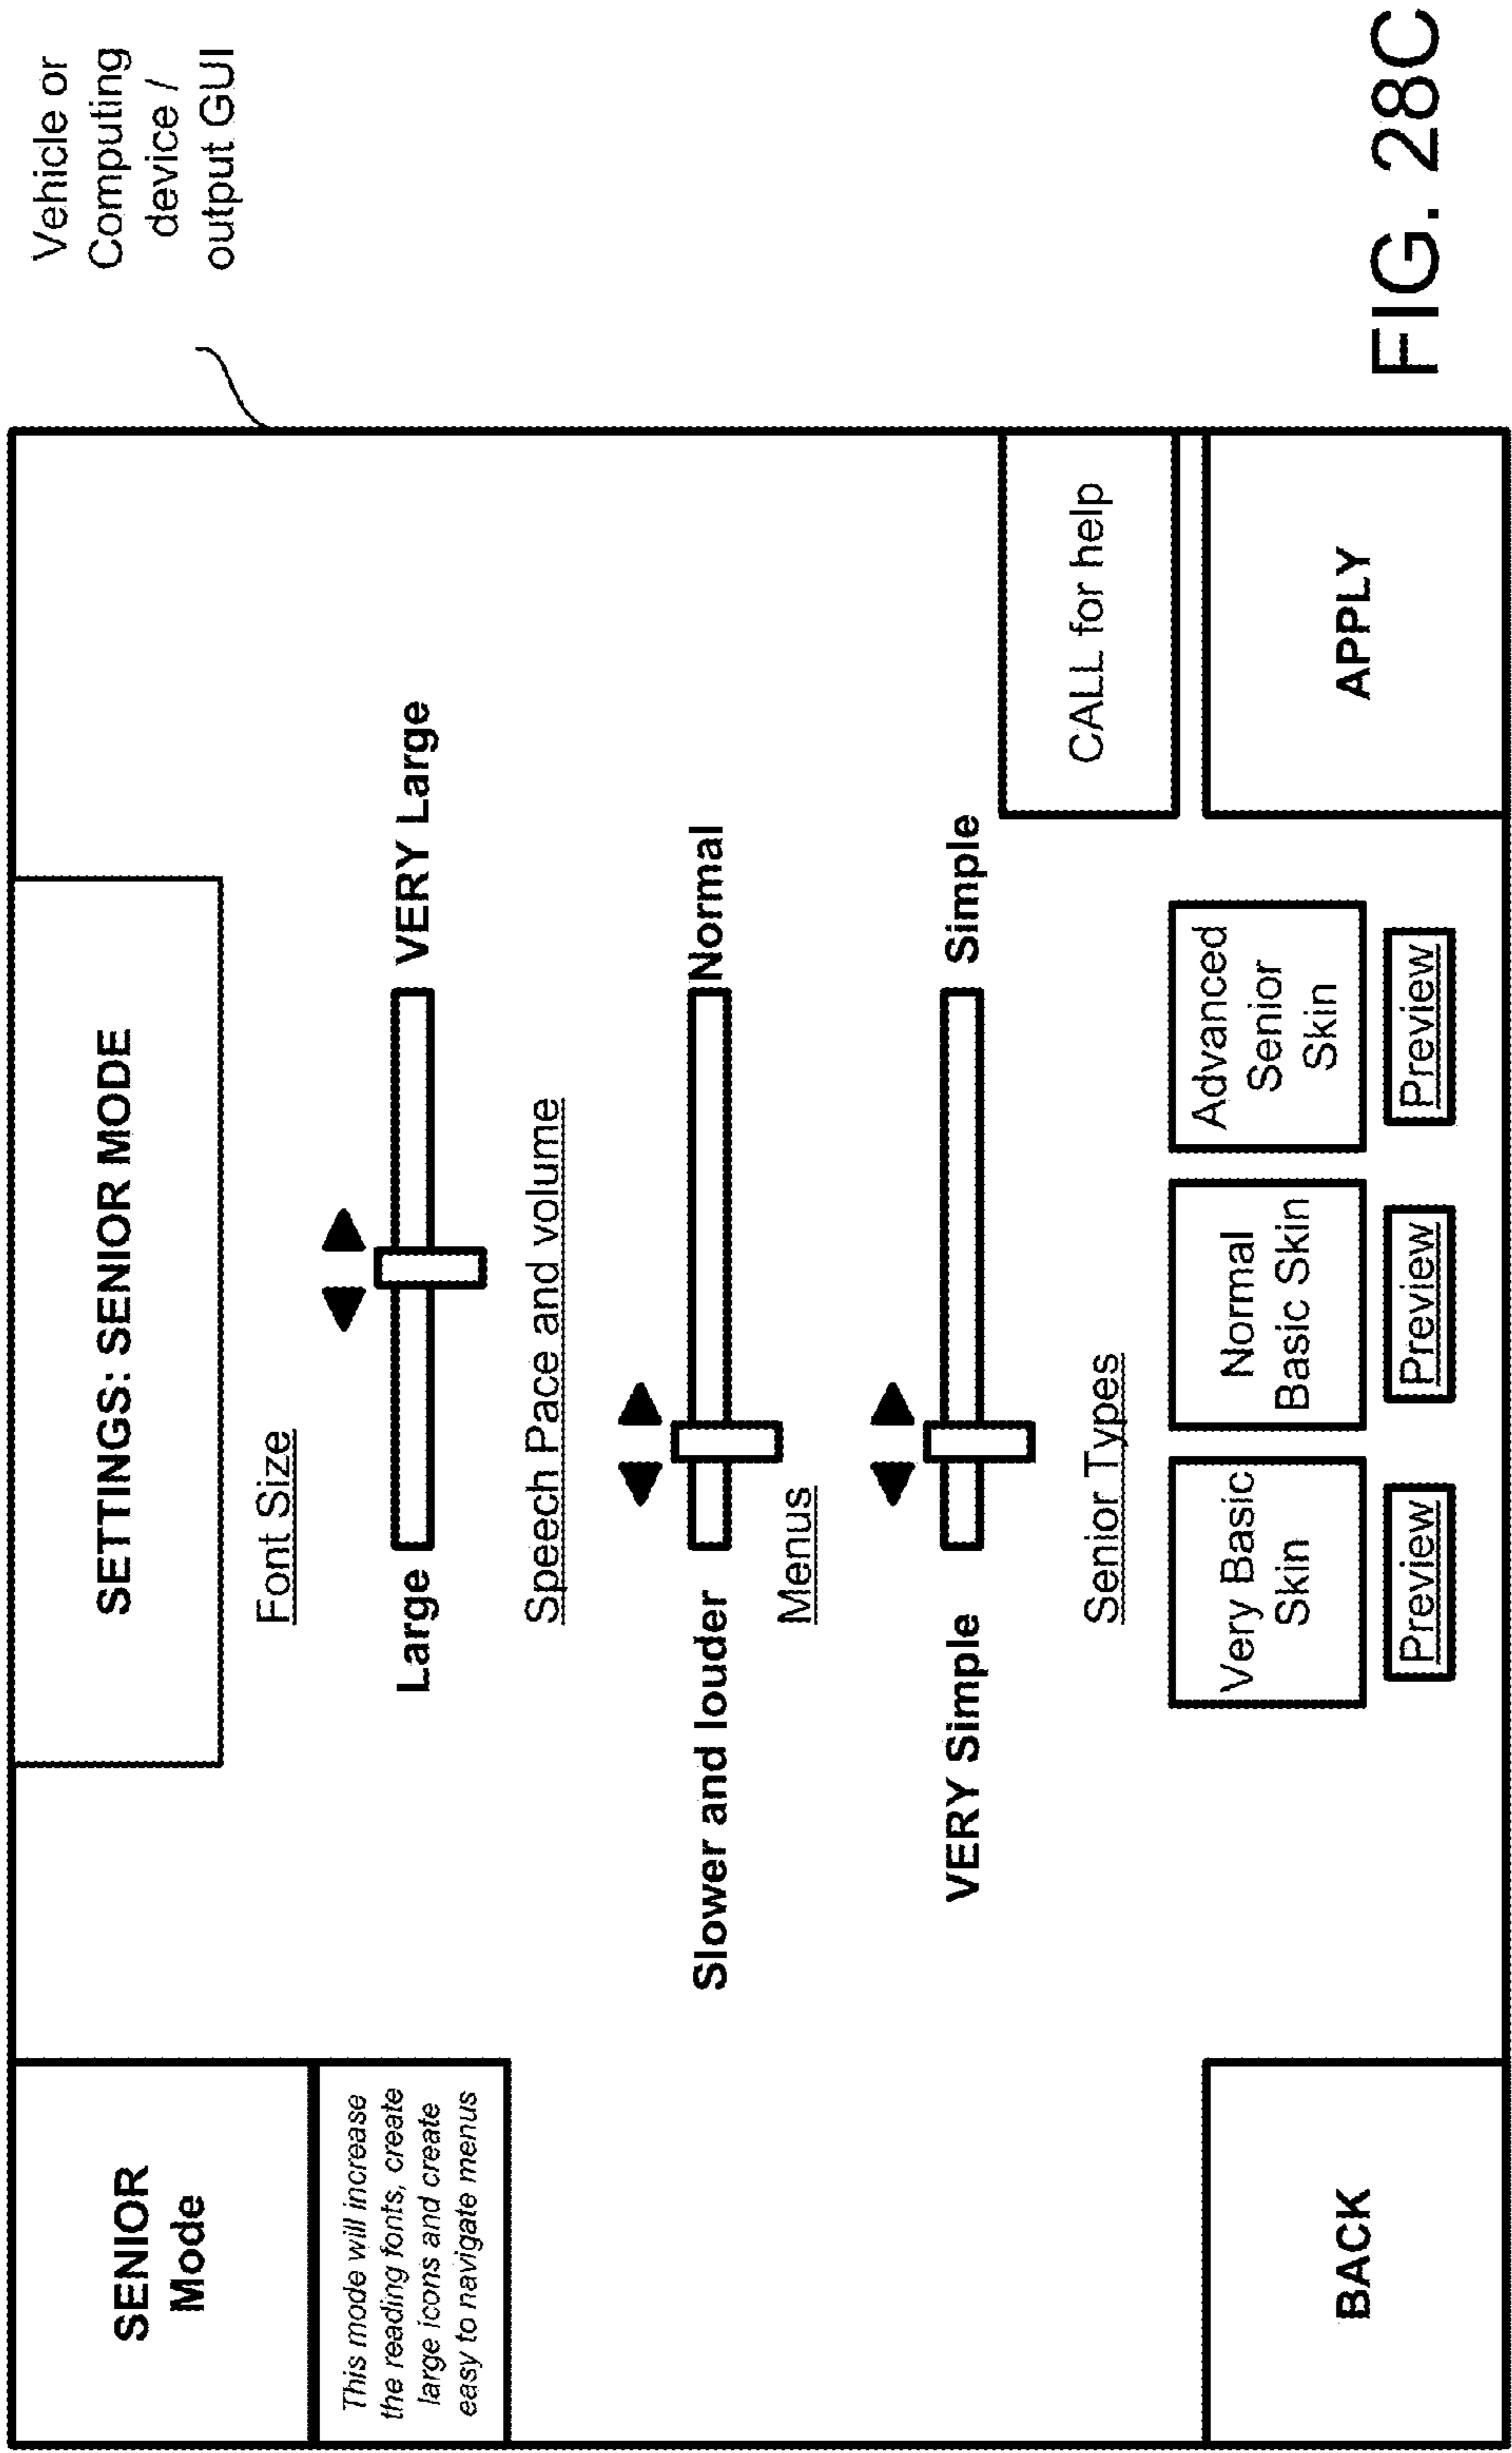 Vehicle or
Computing
device /
output GUI
SENIOR
Mode
This mode will increase
the reading fonts, create
large icons and create
easy to navigate menus
SETTINGS: SENIOR MODE
Font Size
Large
VERY Large
Speech Pace and volume
Slower and louder
Normal
Menus
VERY Simple
Simple
Senior Types
Very Basic
Skin
Preview
Normal
Basic Skin
Preview
Advanced
Senior
Skin
Preview
CALL for help
BACK
APPLY
FIG. 28C